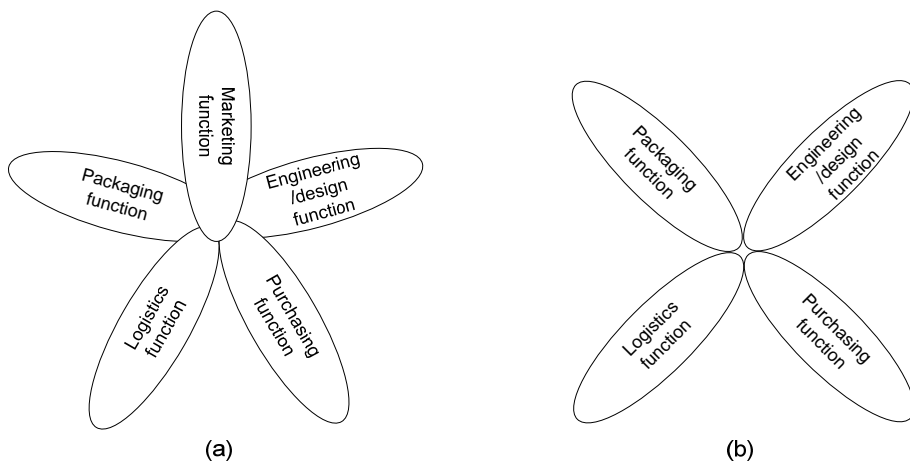 Marketing
function
Packaging
function
Engineering
/design
function
Logistics
function
Purchasing
function
(a)
Packaging
function
Engineering
/design
function
Logistics
function
Purchasing
function
(b)